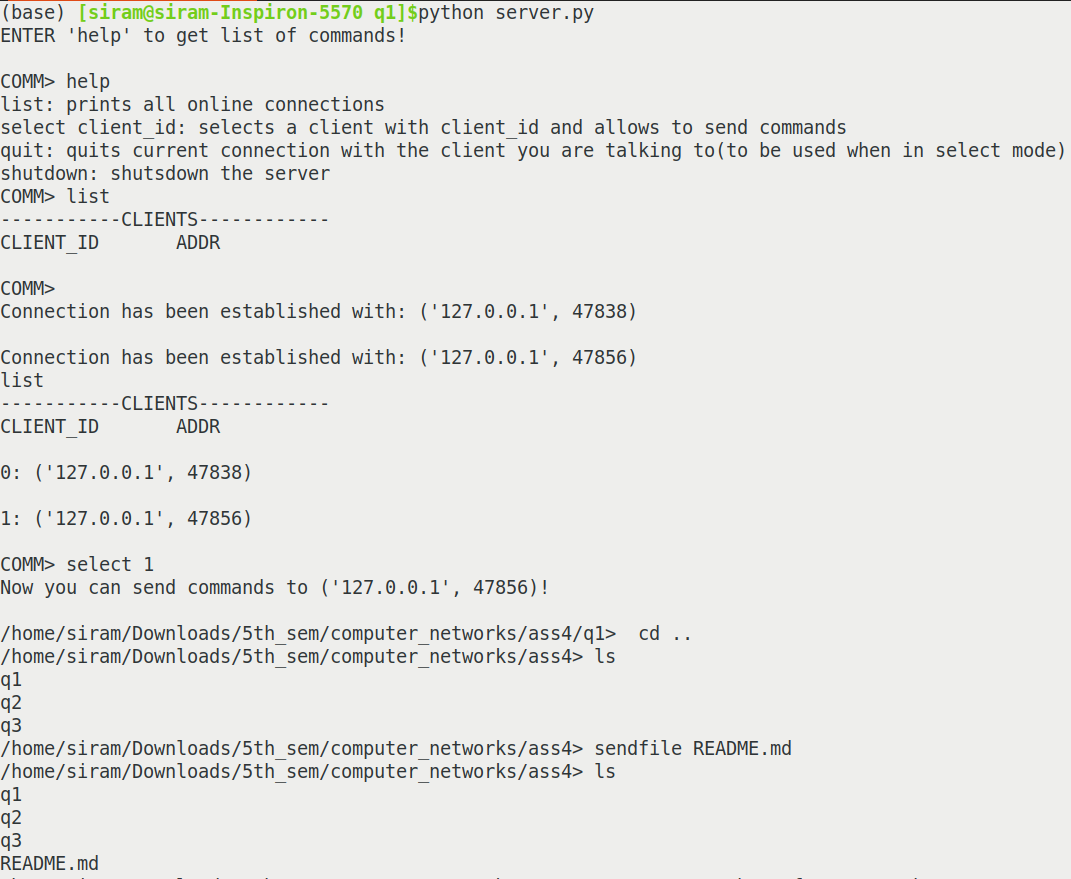 (base) [siram@siram-Inspiron-5570 q1]$python server.py
ENTER 'help' to get list of commands!
COMM> help
list: prints all online connections
select client_id: selects a client with client_id and allows to send commands
quit: quits current connection with the client you are talking to(to be used when in select mode)
shutdown: shutsdown the server
COMM> list
-----------CLIENTS------------
CLIENT_ID       ADDR
COMM>
Connection has been established with: ('127.0.0.1', 47838)
Connection has been established with: ('127.0.0.1', 47856)
list
-----------CLIENTS------------
CLIENT_ID       ADDR
0: ('127.0.0.1', 47838)
1: ('127.0.0.1', 47856)
COMM> select 1
Now you can send commands to ('127.0.0.1', 47856)!
/home/siram/Downloads/5th_sem/computer_networks/ass4/q1>  cd ..
/home/siram/Downloads/5th_sem/computer_networks/ass4> ls
q1
q2
q3
/home/siram/Downloads/5th_sem/computer_networks/ass4> sendfile README.md
/home/siram/Downloads/5th_sem/computer_networks/ass4> ls
q1
q2
q3
README.md